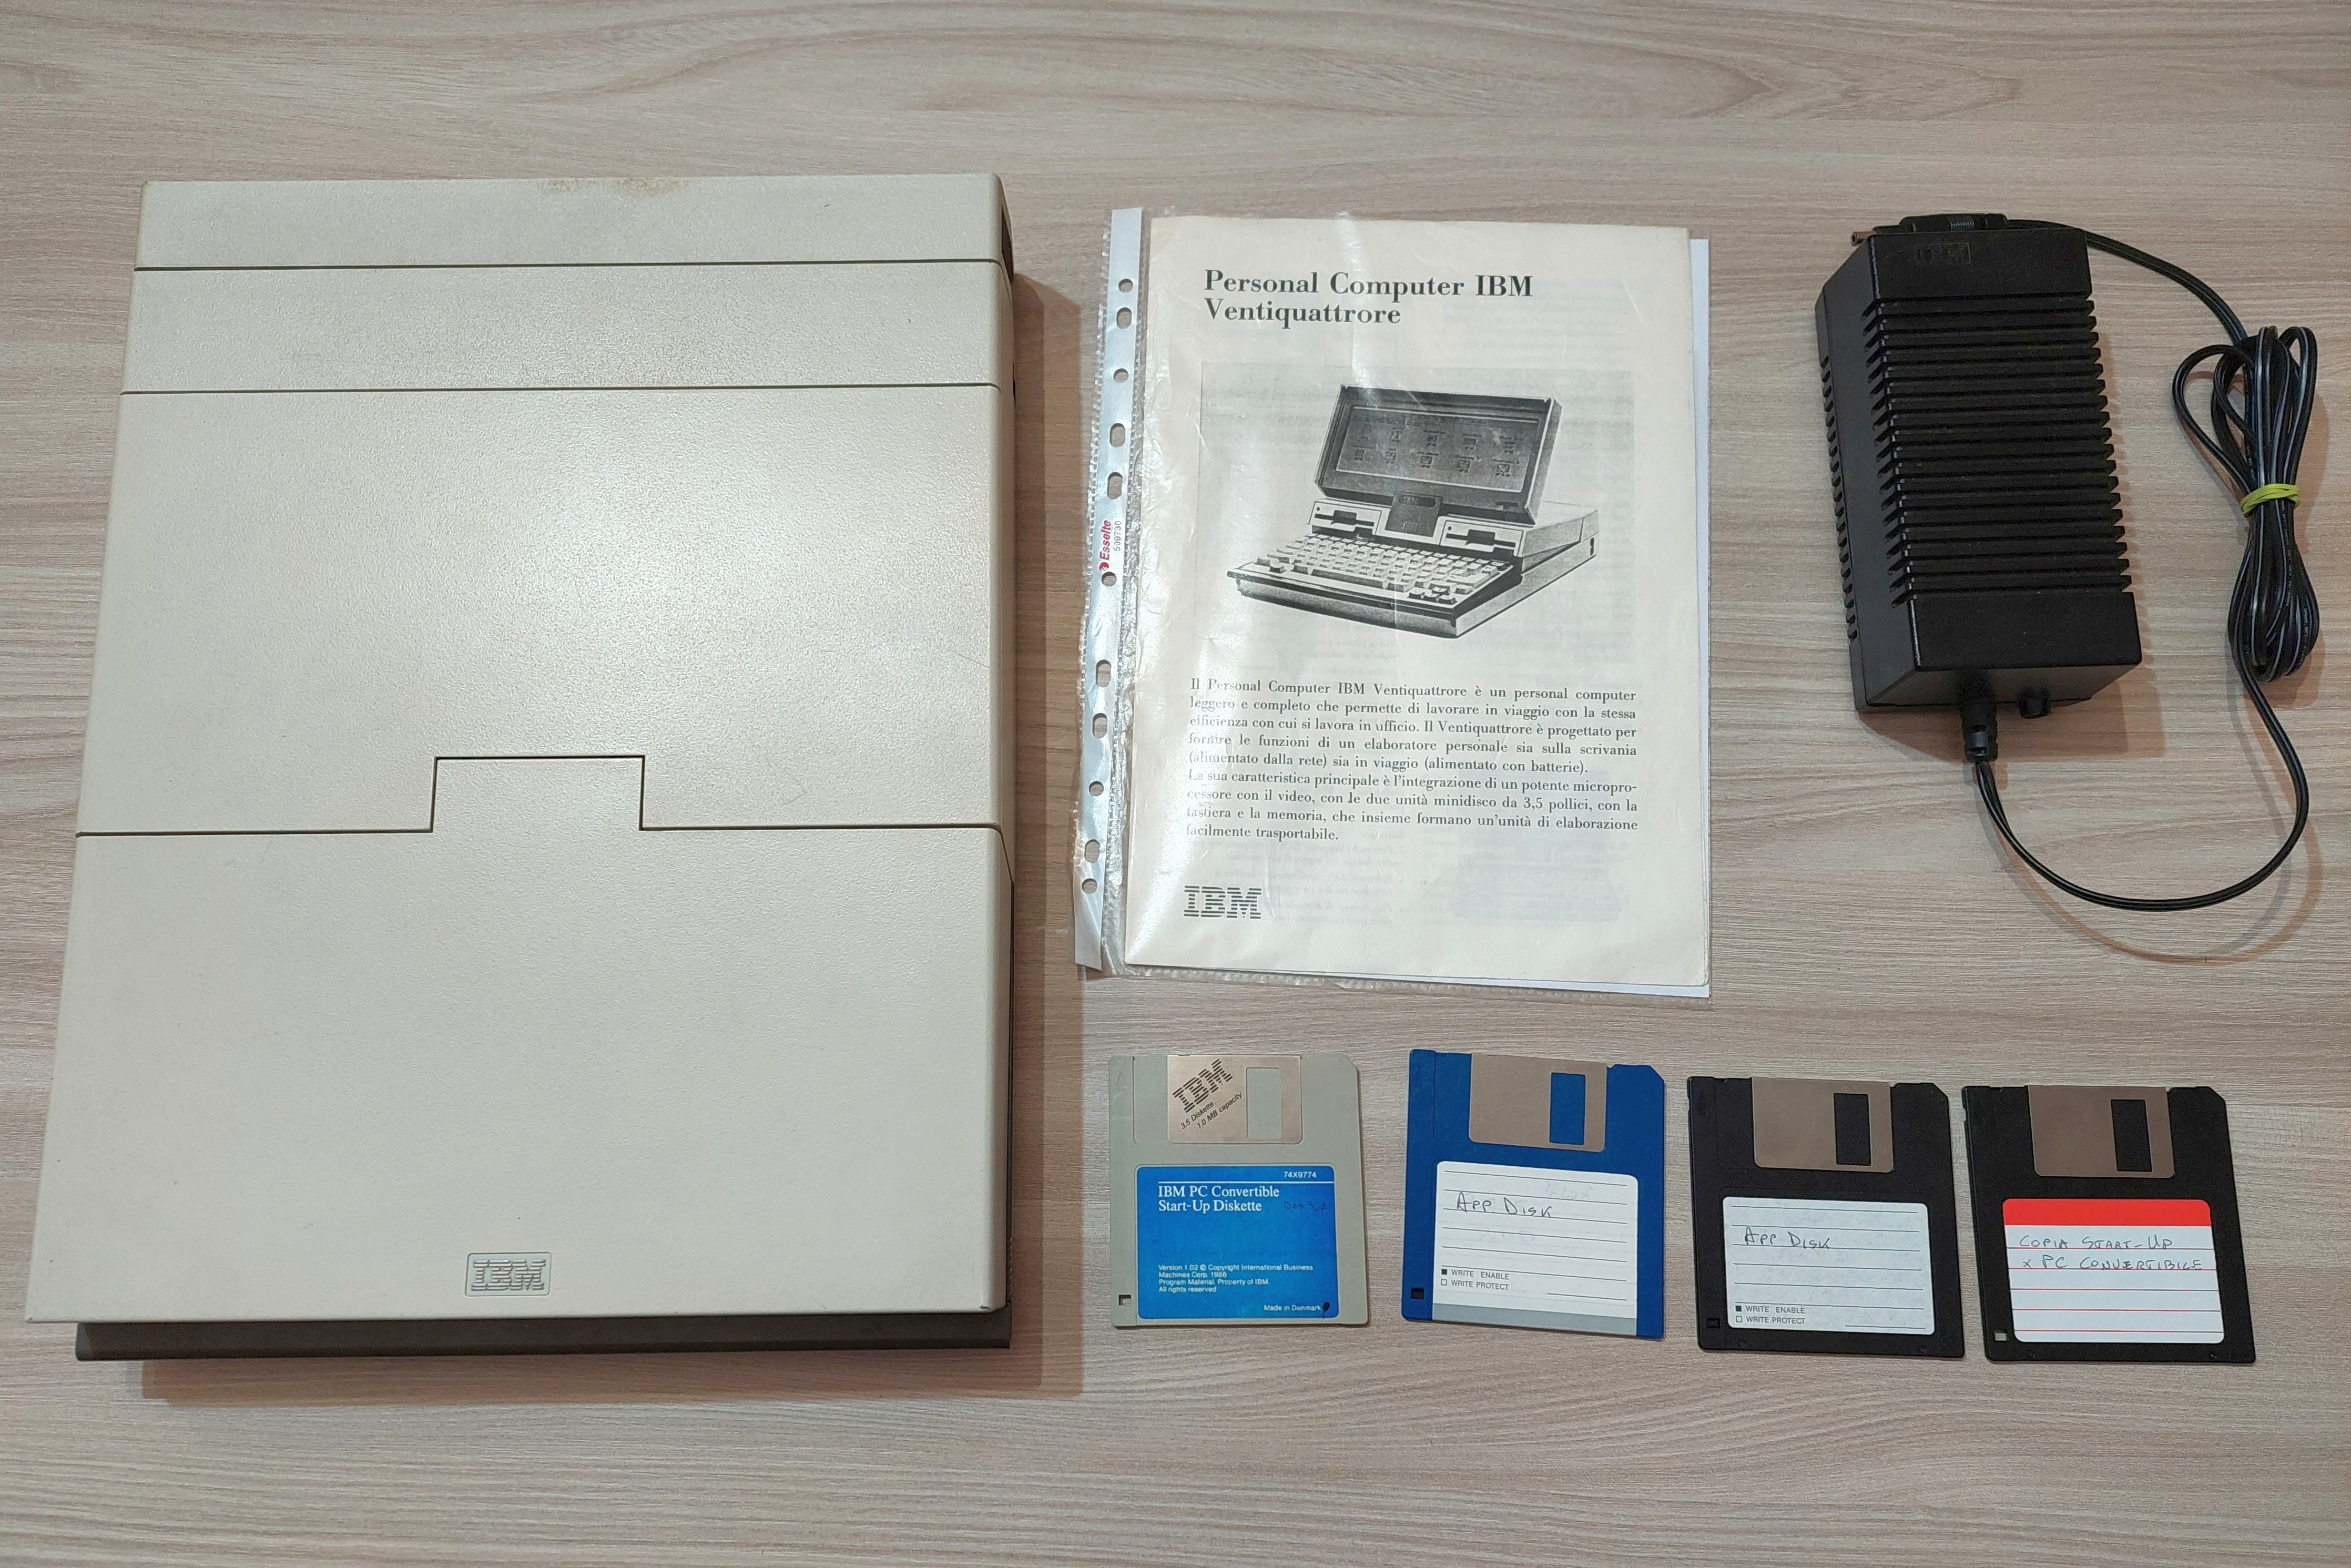 IBM
Personal Computer IBM
Ventiquattrore
Il Personal Computer IBM Ventiquattrore è un personal computer
leggero e completo che permette di lavorare in viaggio con la stessa
efficienza con cui si lavora in ufficio. Il Ventiquattrore è progettato per
fornire le funzioni di un elaboratore personale sia sulla scrivania
(alimentato dalla rete) sia in viaggio (alimentato con batterie).
La sua caratteristica principale è l'integrazione di un potente micropro-
cessore con il video, con le due unità minidisco da 3,5 pollici, con la
tastiera e la memoria, che insieme formano un'unità di elaborazione
facilmente trasportabile.
IBM
Esselte
509730
IBM
IBM
3.5 Diskette
1.0 MB capacity
74X9774
IBM PC Convertible
Start-Up Diskette
Version 1.02 © Copyright International Business
Machines Corp. 1986
Program Material, Property of IBM.
All rights reserved
Made in Danmark
APP DISK
WRITE ENABLE
WRITE PROTECT
APP DISK
WRITE ENABLE
WRITE PROTECT
COPIA START-UP
x PC CONVERTIBILE